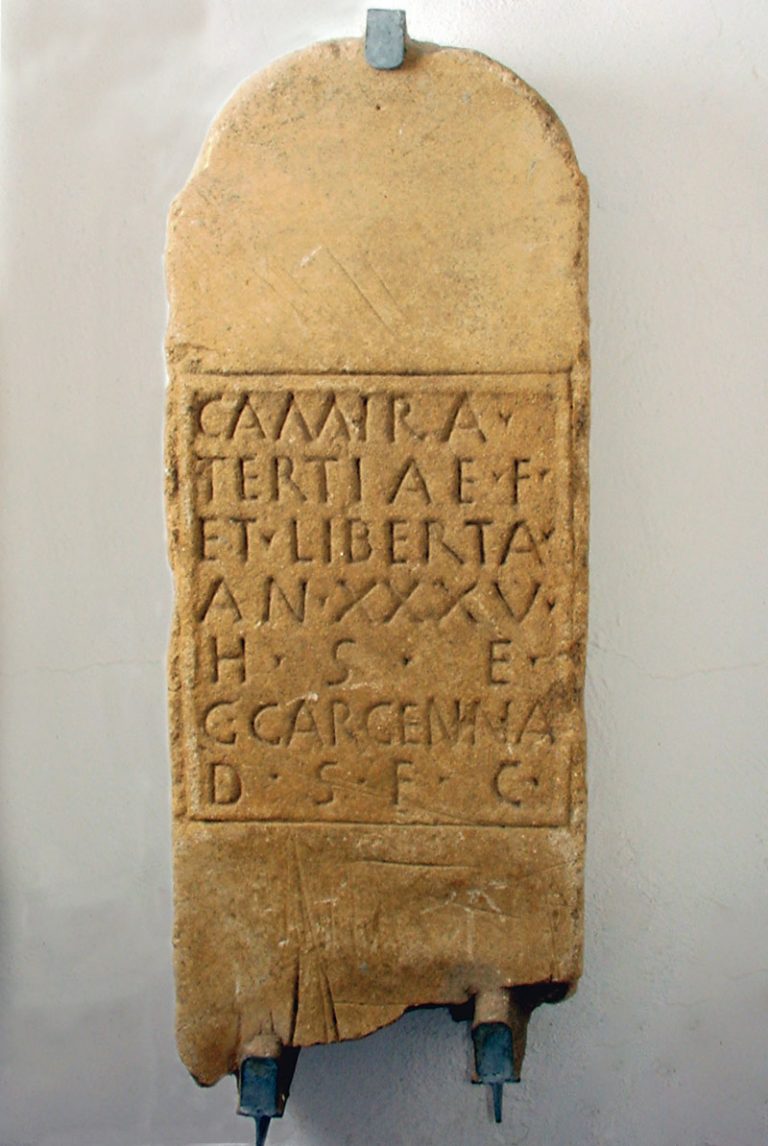 CAMIRA·
TERTIAE·F·
ET·LIBERTA·
AN·XXXV·
H·S·E·
G·CARGENNA
D·S·F·C·